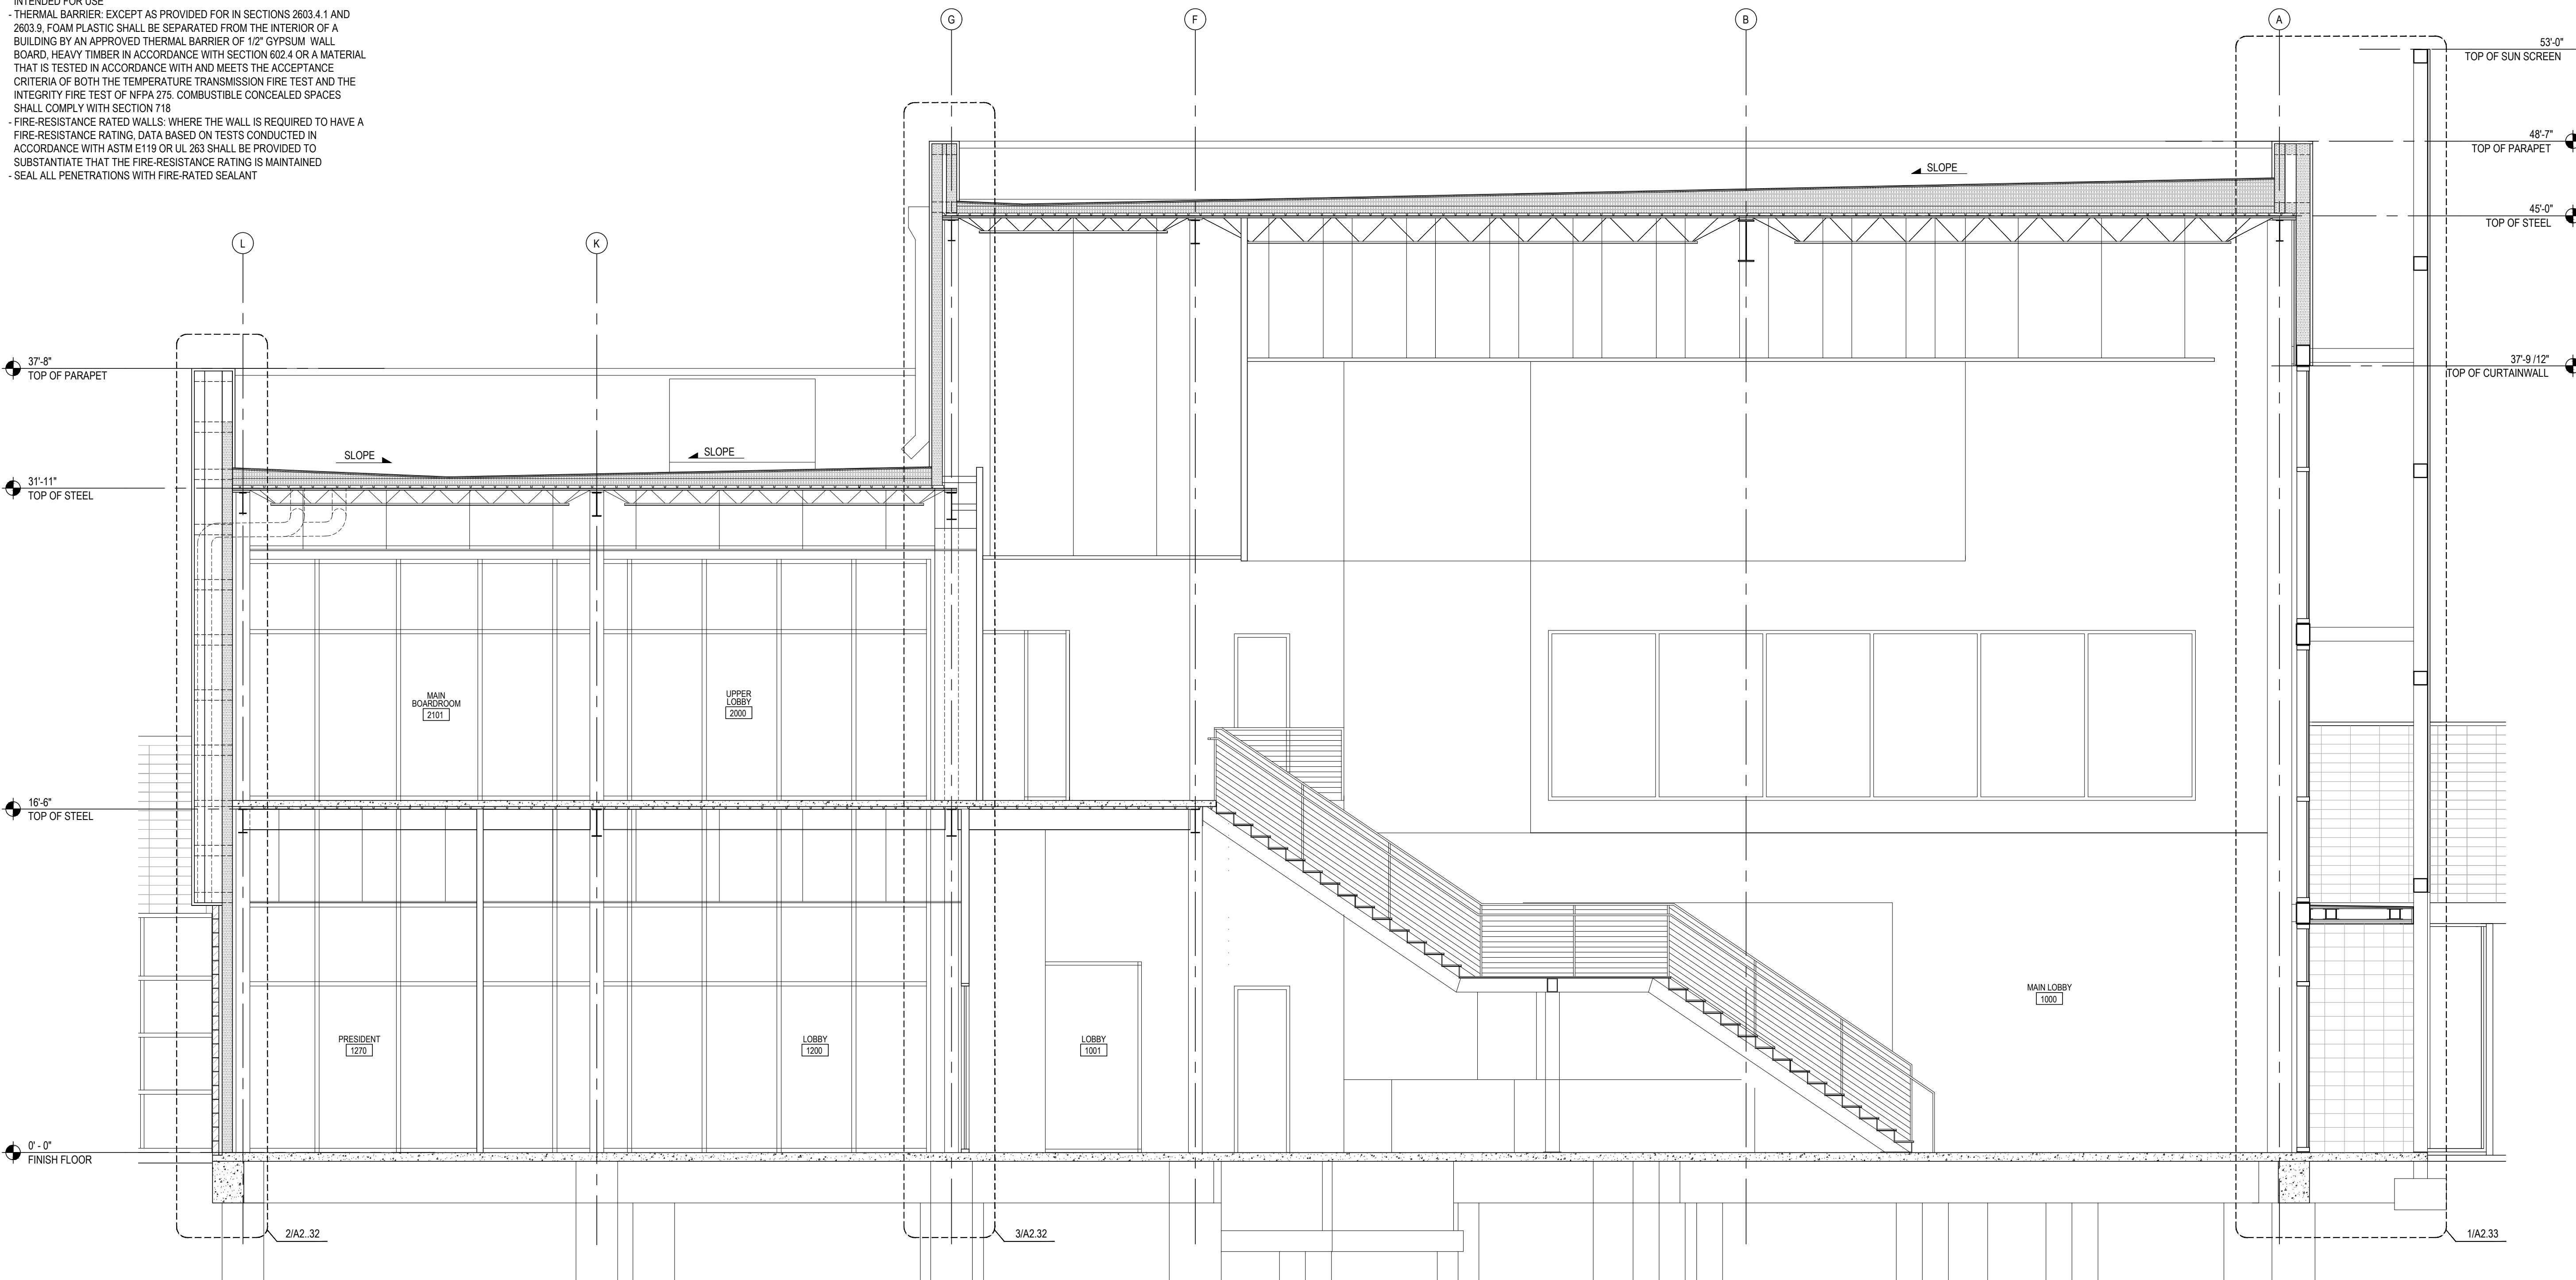 INTENDED FOR USE
- THERMAL BARRIER: EXCEPT AS PROVIDED FOR IN SECTIONS 2603.4.1 AND
2603.9, FOAM PLASTIC SHALL BE SEPARATED FROM THE INTERIOR OF A
BUILDING BY AN APPROVED THERMAL BARRIER OF 1/2" GYPSUM WALL
BOARD, HEAVY TIMBER IN ACCORDANCE WITH SECTION 602.4 OR A MATERIAL
THAT IS TESTED IN ACCORDANCE WITH AND MEETS THE ACCEPTANCE
CRITERIA OF BOTH THE TEMPERATURE TRANSMISSION FIRE TEST AND THE
INTEGRITY FIRE TEST OF NFPA 275. COMBUSTIBLE CONCEALED SPACES
SHALL COMPLY WITH SECTION 718
- FIRE-RESISTANCE RATED WALLS: WHERE THE WALL IS REQUIRED TO HAVE A
FIRE-RESISTANCE RATING, DATA BASED ON TESTS CONDUCTED IN
ACCORDANCE WITH ASTM E119 OR UL 263 SHALL BE PROVIDED TO
SUBSTANTIATE THAT THE FIRE-RESISTANCE RATING IS MAINTAINED
- SEAL ALL PENETRATIONS WITH FIRE-RATED SEALANT
G
F
B
A
53'-0"
TOP OF SUN SCREEN
48'-7"
TOP OF PARAPET
SLOPE
45'-0"
TOP OF STEEL
L
K
37'-8"
TOP OF PARAPET
37'-9 /12"
TOP OF CURTAINWALL
SLOPE
SLOPE
31'-11"
TOP OF STEEL
MAIN
BOARDROOM
2101
UPPER
LOBBY
2000
16'-6"
TOP OF STEEL
MAIN LOBBY
1000
PRESIDENT
1270
LOBBY
1200
LOBBY
1001
0' - 0"
FINISH FLOOR
2/A2..32
3/A2.32
1/A2.33